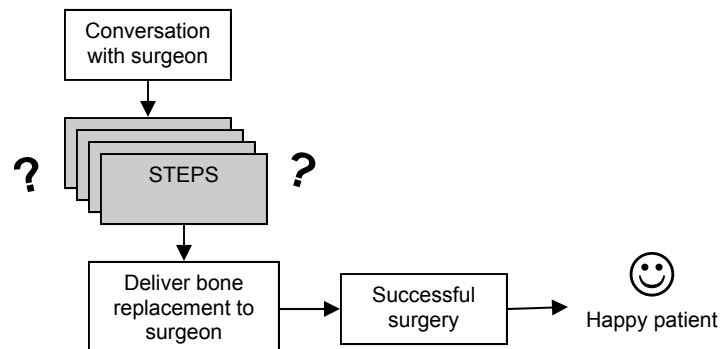 Conversation
with surgeon
?
?
STEPS
Deliver bone
replacement to
surgeon
Successful
surgery
Happy patient